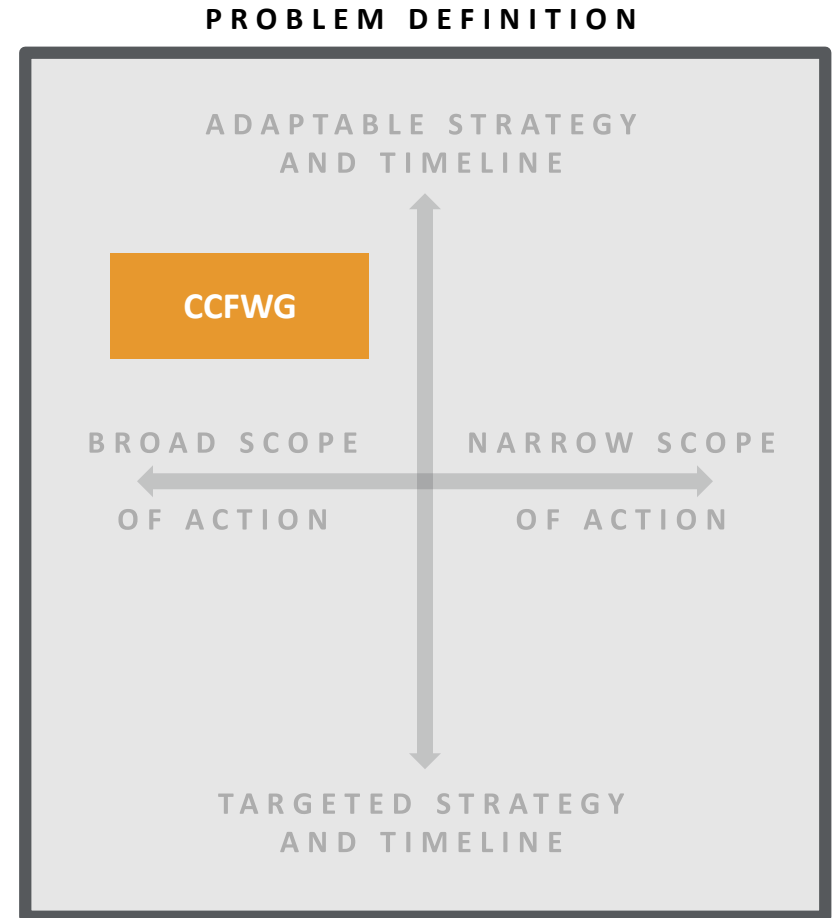 PROBLEM DEFINITION
ADAPTABLE STRATEGY
AND TIMELINE
CCFWG
BROAD SCOPE
OF ACTION
NARROW SCOPE
OF ACTION
TARGETED STRATEGY
AND TIMELINE